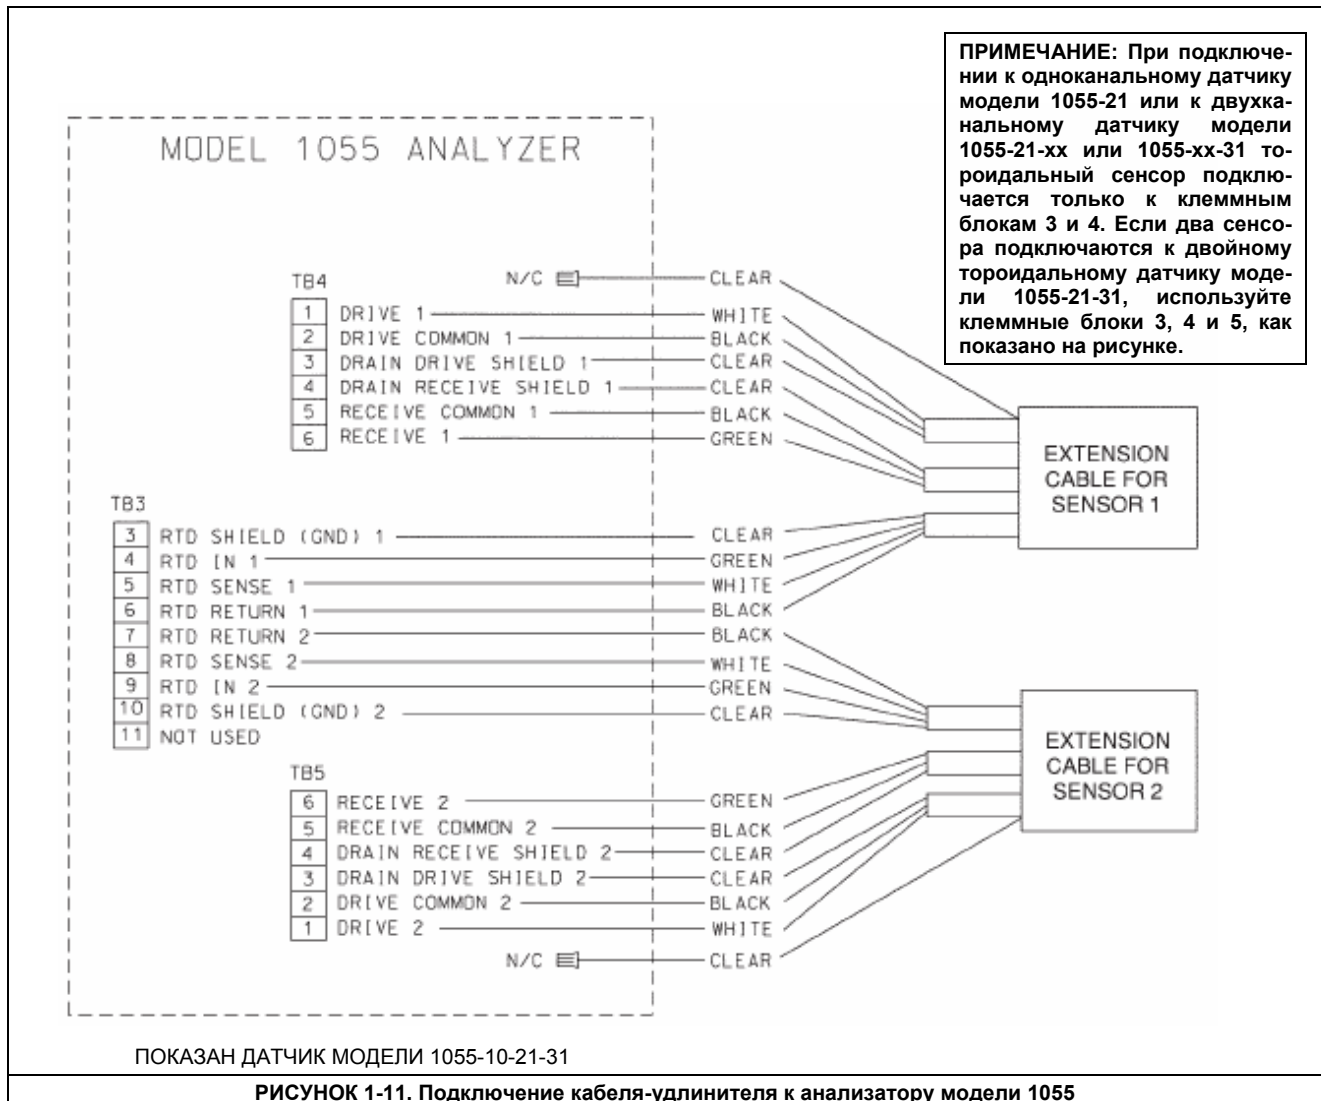 ПРИМЕЧАНИЕ: При подключе-
нии к одноканальному датчику
модели 1055-21 или к двухка-
нальному датчику модели
1055-21-xx или 1055-xx-31 то-
роидальный сенсор подклю-
чается только к клеммным
блокам 3 и 4. Если два сенсо-
ра подключаются к двойному
тороидальному датчику моде-
ли 1055-21-31, используйте
клеммные блоки 3, 4 и 5, как
показано на рисунке.
MODEL 1055 ANALYZER
TB4
N/C CLEAR
1 DRIVE 1 WHITE
2 DRIVE COMMON 1 BLACK
3 DRAIN DRIVE SHIELD 1 CLEAR
4 DRAIN RECEIVE SHIELD 1 CLEAR
5 RECEIVE COMMON 1 BLACK
6 RECEIVE 1 GREEN
EXTENSION
CABLE FOR
SENSOR 1
TB3
3 RTD SHIELD (GND) 1 CLEAR
4 RTD IN 1 GREEN
5 RTD SENSE 1 WHITE
6 RTD RETURN 1 BLACK
7 RTD RETURN 2 BLACK
8 RTD SENSE 2 WHITE
9 RTD IN 2 GREEN
10 RTD SHIELD (GND) 2 CLEAR
11 NOT USED
EXTENSION
CABLE FOR
SENSOR 2
TB5
6 RECEIVE 2 GREEN
5 RECEIVE COMMON 2 BLACK
4 DRAIN RECEIVE SHIELD 2 CLEAR
3 DRAIN DRIVE SHIELD 2 CLEAR
2 DRIVE COMMON 2 BLACK
1 DRIVE 2 WHITE
N/C CLEAR
ПОКАЗАН ДАТЧИК МОДЕЛИ 1055-10-21-31
РИСУНОК 1-11. Подключение кабеля-удлинителя к анализатору модели 1055